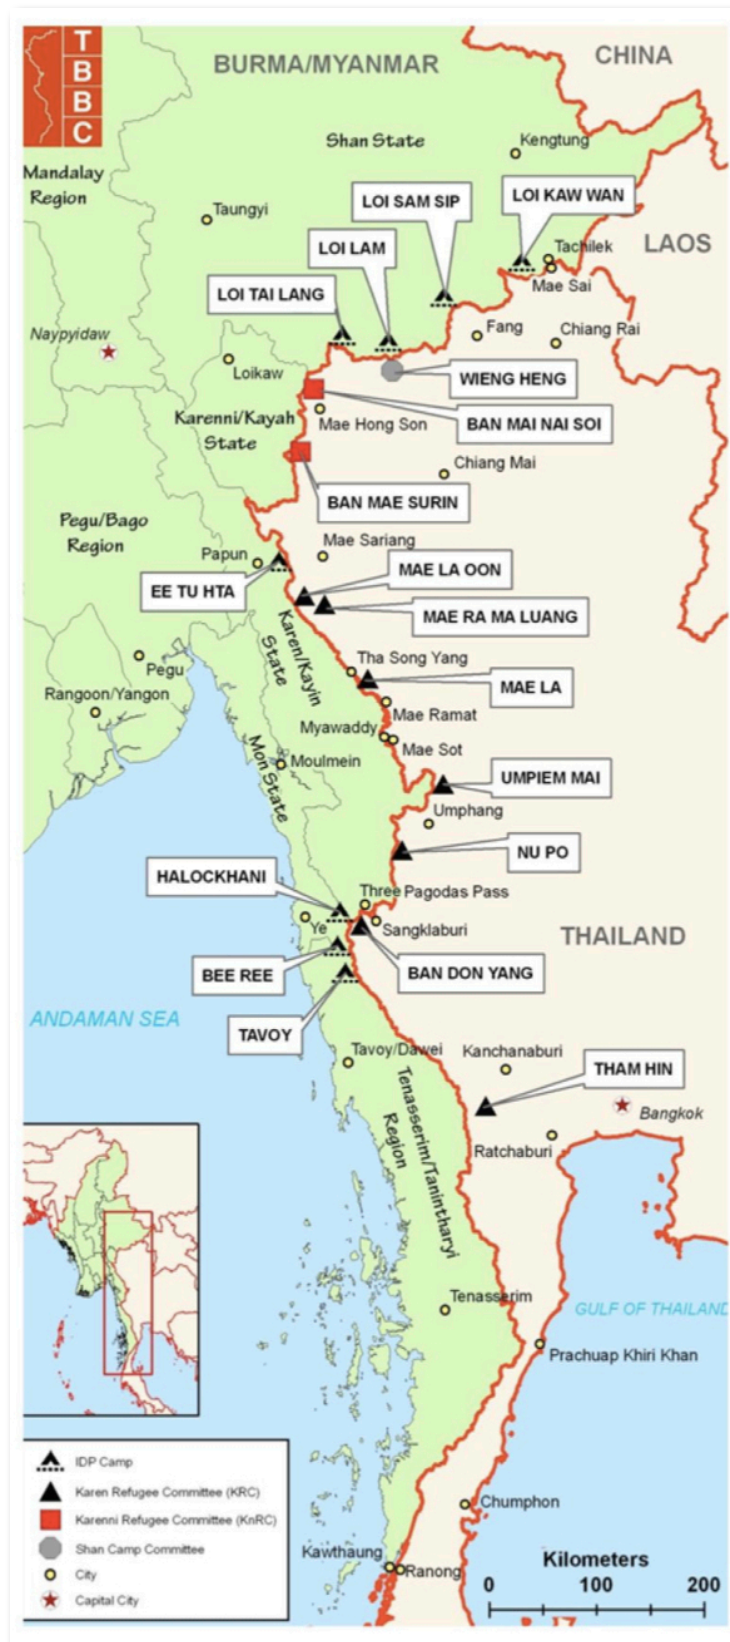 T
B
B
C
BURMA/MYANMAR
CHINA
Shan State
Kengtung
Mandalay
Region
LOI SAM SIP
LOI KAW WAN
Taungyi
LOI LAM
LAOS
Tachilek
Mae Sai
LOI TAI LANG
Naypyidaw
Fang
Chiang Rai
Loikaw
WIENG HENG
Karenni/Kayah
State
Mae Hong Son
BAN MAI NAI SOI
Chiang Mai
BAN MAE SURIN
Pegu/Bago
Region
Papun
Mae Sariang
EE TU HTA
MAE LA OON
MAE RA MA LUANG
Karen/Kayin
State
Pegu
Tha Song Yang
MAE LA
Rangoon/Yangon
Mae Ramat
Myawaddy
Mae Sot
Mon State
Moulmein
UMPIEM MAI
Umphang
NU PO
HALOCKHANI
Three Pagodas Pass
Ye
Sangklaburi
THAILAND
BEE REE
BAN DON YANG
ANDAMAN SEA
TAVOY
Tavoy/Dawei
Kanchanaburi
THAM HIN
Tenasserim/Tanintharyi
Region
Bangkok
Ratchaburi
Tenasserim
GULF OF THAILAND
Prachuap Khiri Khan
IDP Camp
Karen Refugee Committee (KRC)
Karenni Refugee Committee (KnRC)
Shan Camp Committee
City
Capital City
Chumphon
Kawthaung
Ranong
Kilometers
0 100 200